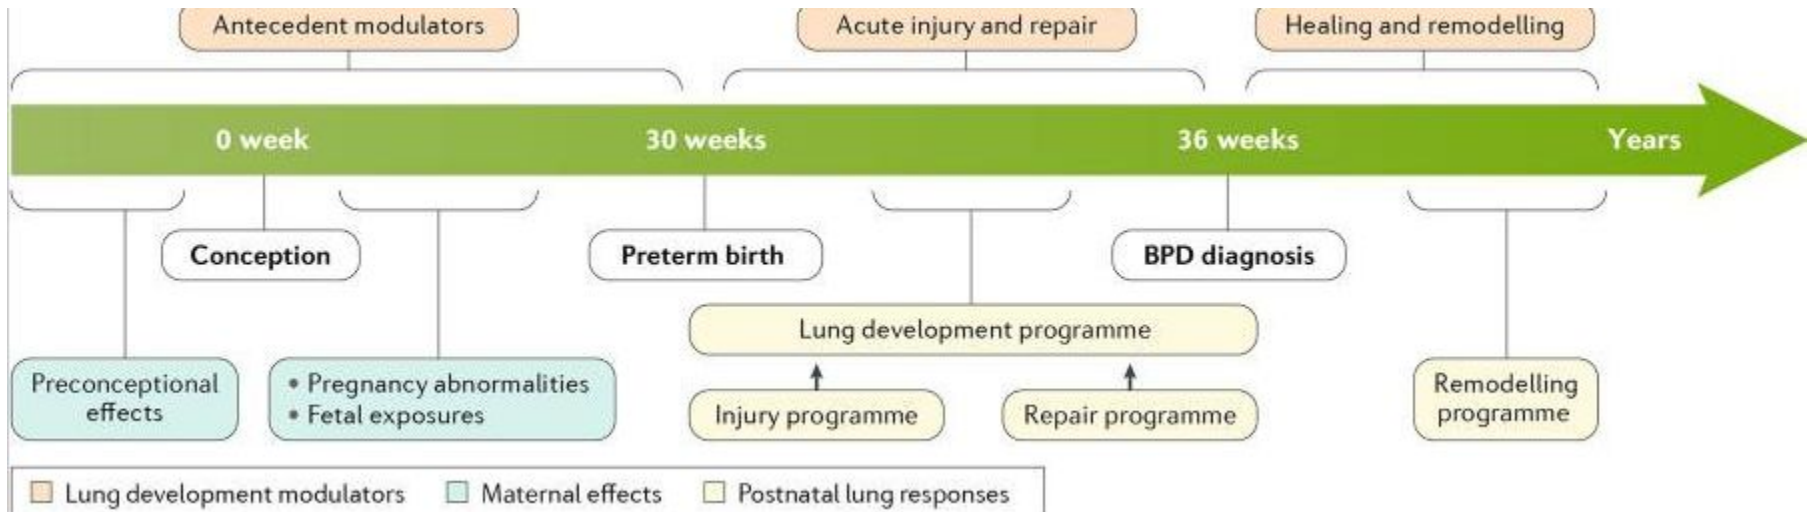 Antecedent modulators
Acute injury and repair
Healing and remodelling
0 week
30 weeks
36 weeks
Years
Conception
Preterm birth
BPD diagnosis
Lung development programme
Preconceptional
effects
• Pregnancy abnormalities
• Fetal exposures
Injury programme
Repair programme
Remodelling
programme
Lung development modulators
Maternal effects
Postnatal lung responses